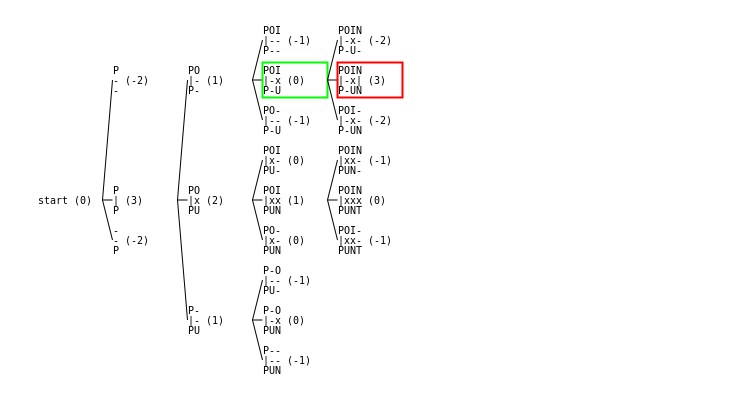 start (0)
P
- (-2)
-
P
| (3)
P
-
- (-2)
P
PO
|- (1)
P-
PO
|x (2)
PU
P-
|- (1)
PU
POI
|-- (-1)
P--
POI
|-x (0)
P-U
PO-
|-- (-1)
P-U
POI
|x- (0)
PU-
POI
|xx (1)
PUN
PO-
|x- (0)
PUN
P-O
|-- (-1)
PU-
P-O
|-x (0)
PUN
P--
|-- (-1)
PUN
POIN
|-x- (-2)
P-U-
POIN
|-x| (3)
P-UN
POI-
|-x- (-2)
P-UN
POIN
|xx- (-1)
PUN-
POIN
|xxx (0)
PUNT
POI-
|xx- (-1)
PUNT